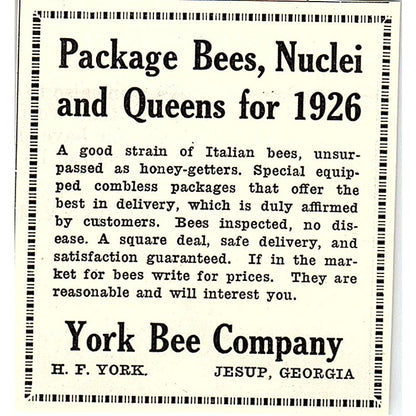 Package Bees, Nuclei
and Queens for 1926
A good strain of Italian bees, unsur-
passed as honey-getters. Special equip-
ped combless packages that offer the
best in delivery, which is duly affirmed
by customers. Bees inspected, no dis-
ease. A square deal, safe delivery, and
satisfaction guaranteed. If in the mar-
ket for bees write for prices. They are
reasonable and will interest you.
York Bee Company
H. F. YORK. JESUP, GEORGIA